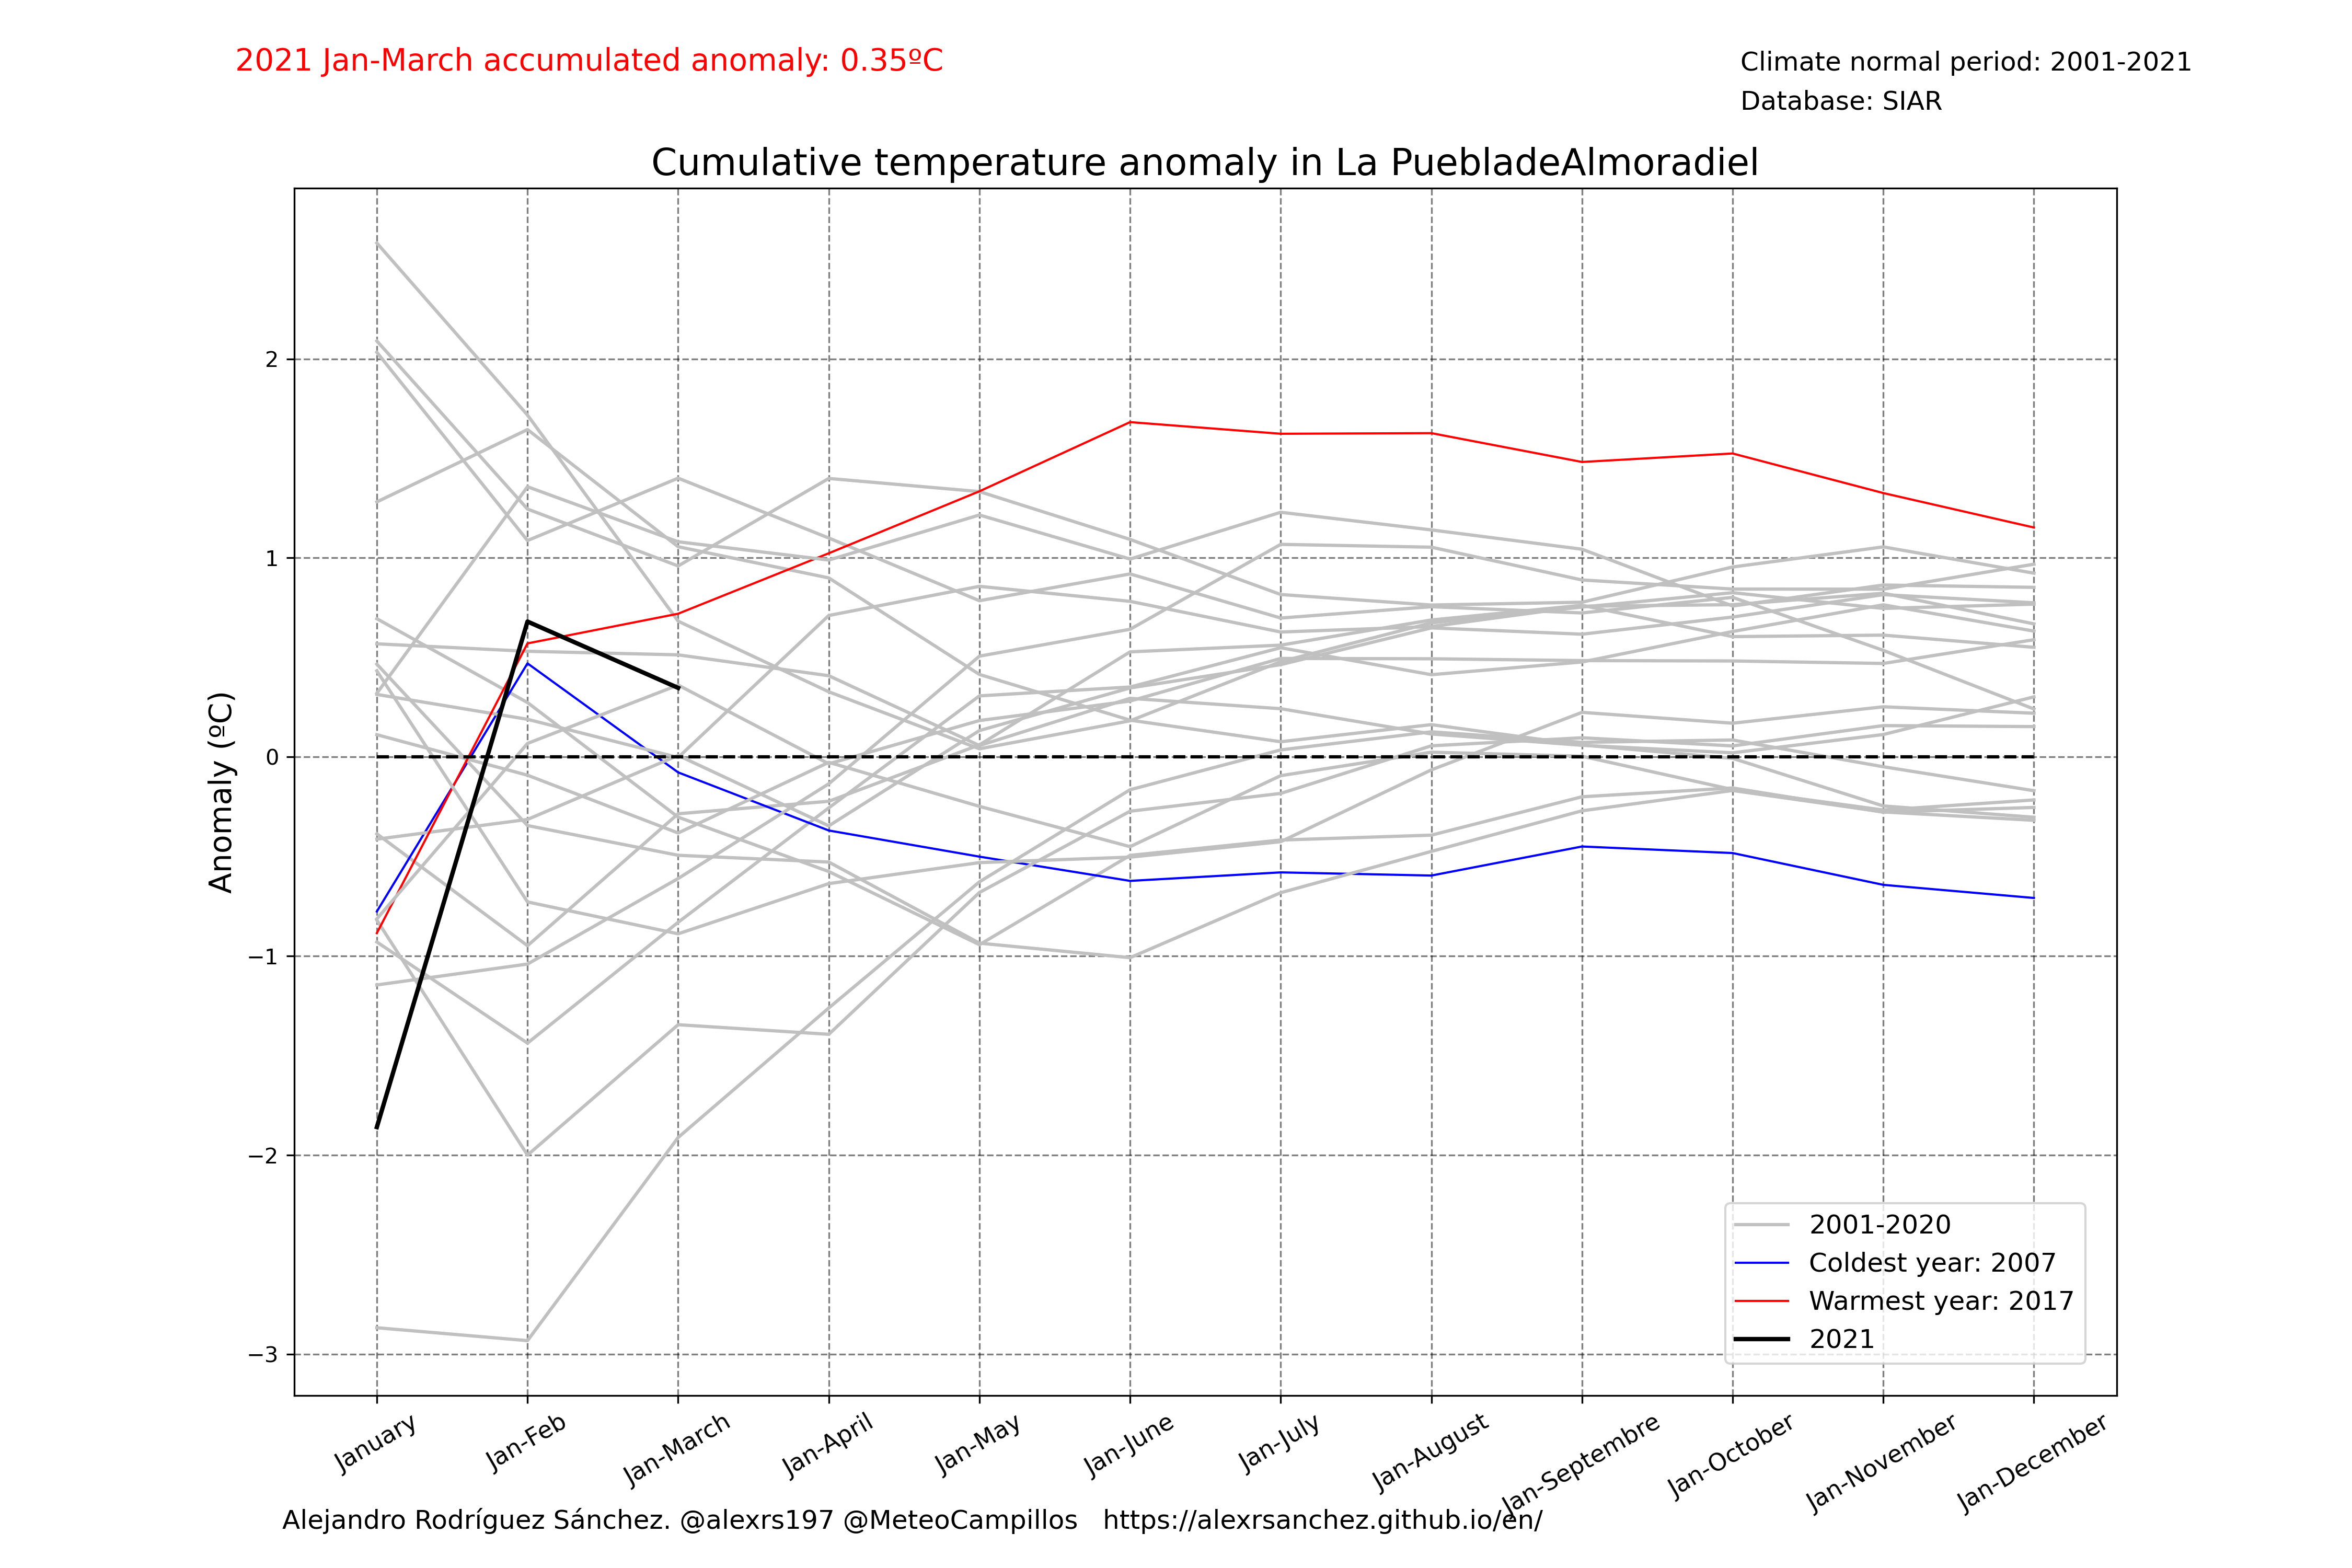 2021 Jan-March accumulated anomaly: 0.35ºC
Climate normal period: 2001-2021
Database: SIAR
Cumulative temperature anomaly in La PuebladeAlmoradiel
Anomaly (ºC)
2
1
0
−1
−2
−3
2001-2020
Coldest year: 2007
Warmest year: 2017
2021
January
Jan-Feb
Jan-March
Jan-April
Jan-May
Jan-June
Jan-July
Jan-August
Jan-Septembre
Jan-October
Jan-November
Jan-December
Alejandro Rodríguez Sánchez. @alexrs197 @MeteoCampillos   https://alexrsanchez.github.io/en/